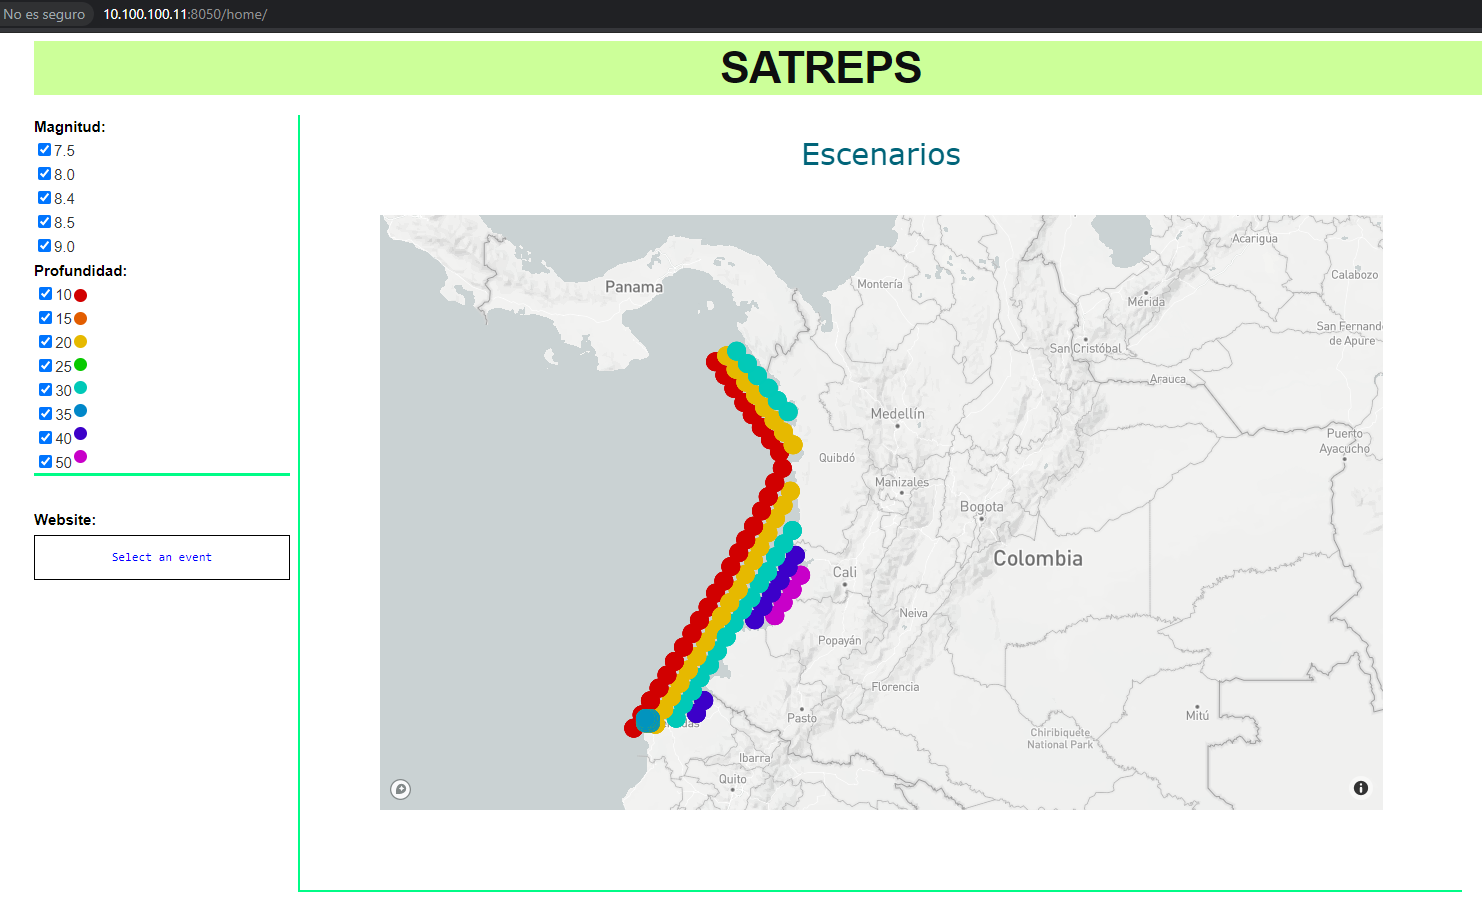 No es seguro 10.100.100.11:8050/home/
SATREPS
Magnitud:
7.5
8.0
8.4
8.5
9.0
Profundidad:
10
15
20
25
30
35
40
50
Website:
Select an event
Escenarios
Acarigua
Calabozo
Panama
Montería
Mérida
San Fernando
de Apure
San Cristóbal
Arauca
Medellín
Puerto
Ayacucho
Quibdó
Manizales
Bogota
Colombia
Cali
Neiva
Popayán
Florencia
Pasto
Mitú
Chiribiquete
National Park
Ibarra
Quito